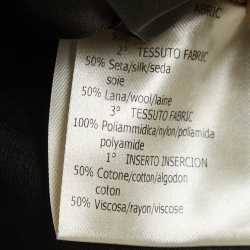 FABRIC
2° TESSUTO FABRIC
50% Seta/silk/seda
soie
50% Lana/wool/laine
3° TESSUTO FABRIC
100% Poliammidica/nylon/poliamida
polyamide
1° INSERTO INSERCION
50% Cotone/cotton/algodon
coton
50% Viscosa/rayon/viscose